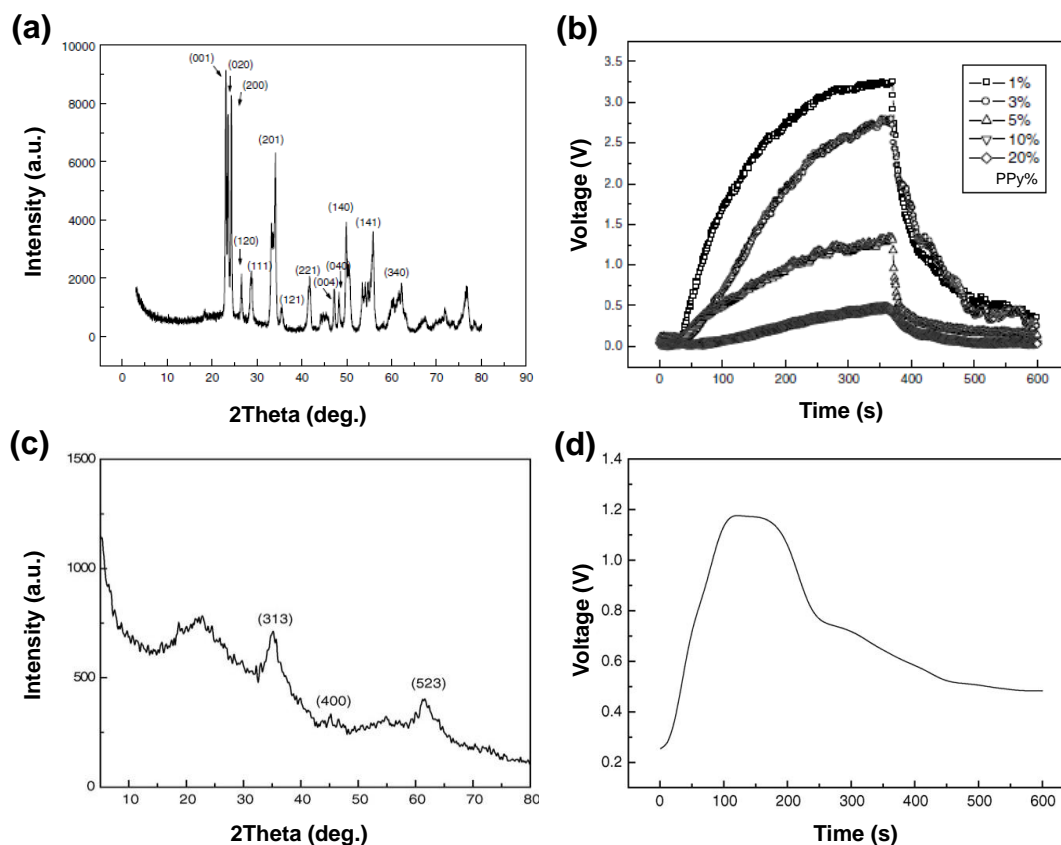 (a)
10000
8000
6000
4000
2000
0
Intensity (a.u.)
(001)
(020)
(200)
(201)
(120)
(111)
(121)
(221)
(004)
(040)
(140)
(141)
(340)
0 10 20 30 40 50 60 70 80 90
2Theta (deg.)
(b)
3.5
3.0
2.5
2.0
1.5
1.0
0.5
0.0
Voltage (V)
1%
3%
5%
10%
20%
PPy%
0 100 200 300 400 500 600
Time (s)
(c)
1500
1000
500
0
Intensity (a.u.)
(313)
(400)
(523)
10 20 30 40 50 60 70 80
2Theta (deg.)
(d)
1.4
1.2
1.0
0.8
0.6
0.4
0.2
Voltage (V)
0 100 200 300 400 500 600
Time (s)